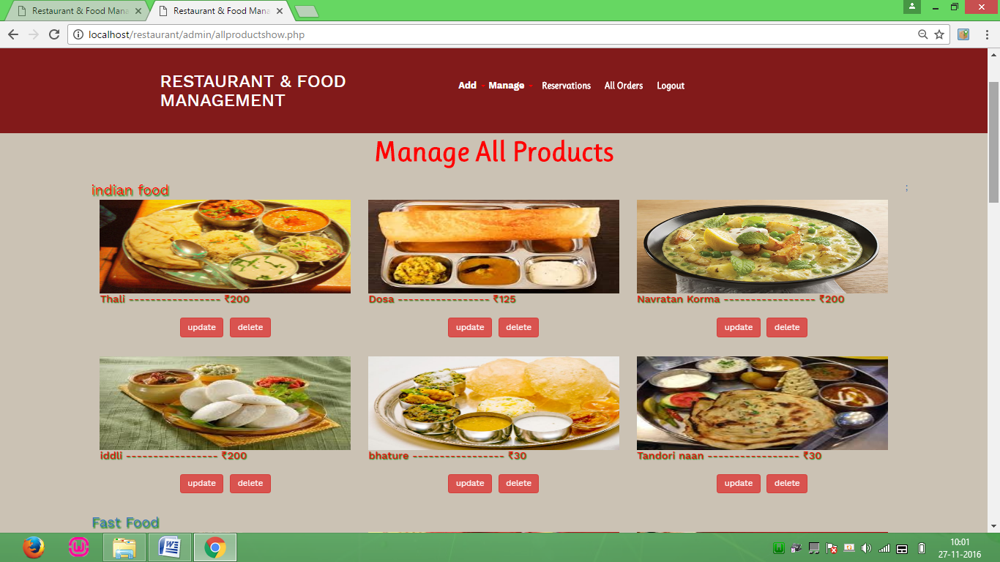 Restaurant & Food Mana
Restaurant & Food Mana
localhost/restaurant/admin/allproductshow.php
RESTAURANT & FOOD
MANAGEMENT
Add Manage Reservations All Orders Logout
Manage All Products
indian food
;
Thali ----------------- ₹200
Dosa ----------------- ₹125
Navratan Korma ----------------- ₹200
update delete
update delete
update delete
iddli ----------------- ₹200
bhature ----------------- ₹30
Tandori naan ----------------- ₹30
update delete
update delete
update delete
Fast Food
10:01
27-11-2016